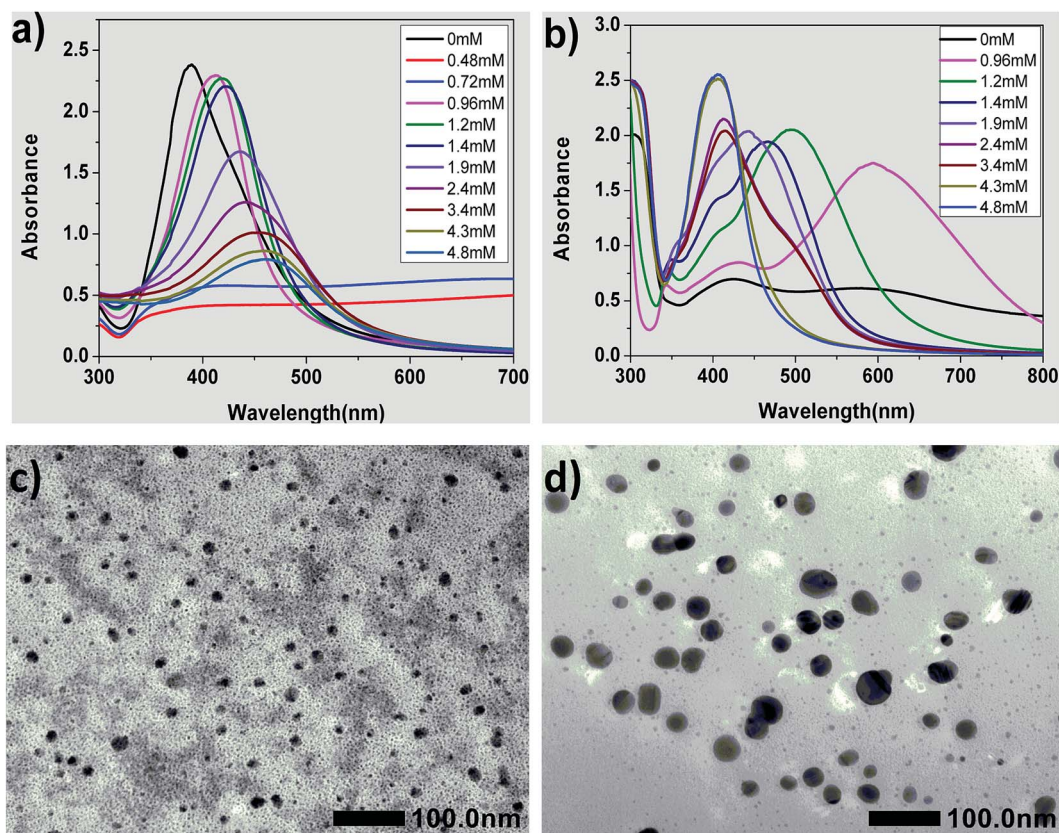 a)
0mM
0.48mM
0.72mM
0.96mM
1.2mM
1.4mM
1.9mM
2.4mM
3.4mM
4.3mM
4.8mM
2.5
2.0
1.5
1.0
0.5
0.0
Absorbance
300 400 500 600 700
Wavelength(nm)
b)
0mM
0.96mM
1.2mM
1.4mM
1.9mM
2.4mM
3.4mM
4.3mM
4.8mM
3.0
2.5
2.0
1.5
1.0
0.5
0.0
Absorbance
300 400 500 600 700 800
Wavelength(nm)
c)
100.0nm
d)
100.0nm